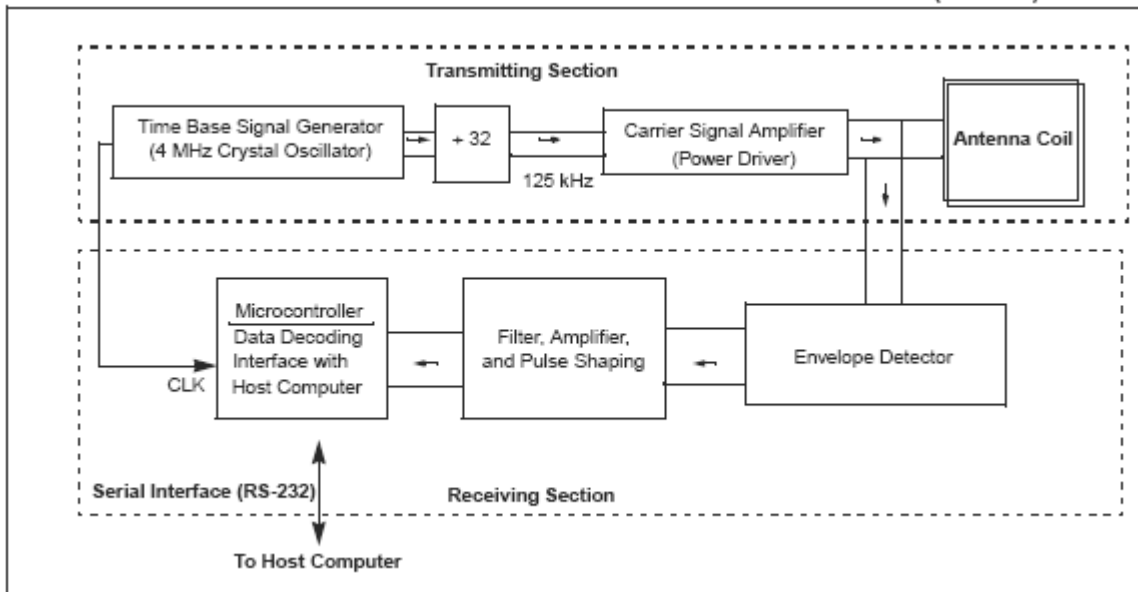 Transmitting Section
Time Base Signal Generator
(4 MHz Crystal Oscillator)
+ 32
125 kHz
Carrier Signal Amplifier
(Power Driver)
Antenna Coil
Microcontroller
Data Decoding
Interface with
Host Computer
CLK
Filter, Amplifier,
and Pulse Shaping
Envelope Detector
Serial Interface (RS-232)
Receiving Section
To Host Computer